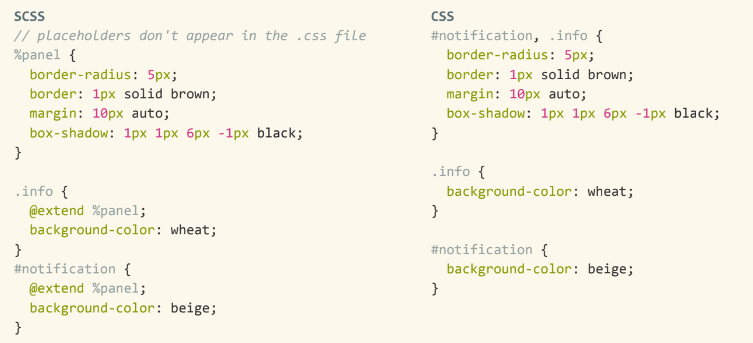 SCSS
// placeholders don't appear in the .css file
%panel {
  border-radius: 5px;
  border: 1px solid brown;
  margin: 10px auto;
  box-shadow: 1px 1px 6px -1px black;
}

.info {
  @extend %panel;
  background-color: wheat;
}
#notification {
  @extend %panel;
  background-color: beige;
}
CSS
#notification, .info {
  border-radius: 5px;
  border: 1px solid brown;
  margin: 10px auto;
  box-shadow: 1px 1px 6px -1px black;
}

.info {
  background-color: wheat;
}

#notification {
  background-color: beige;
}